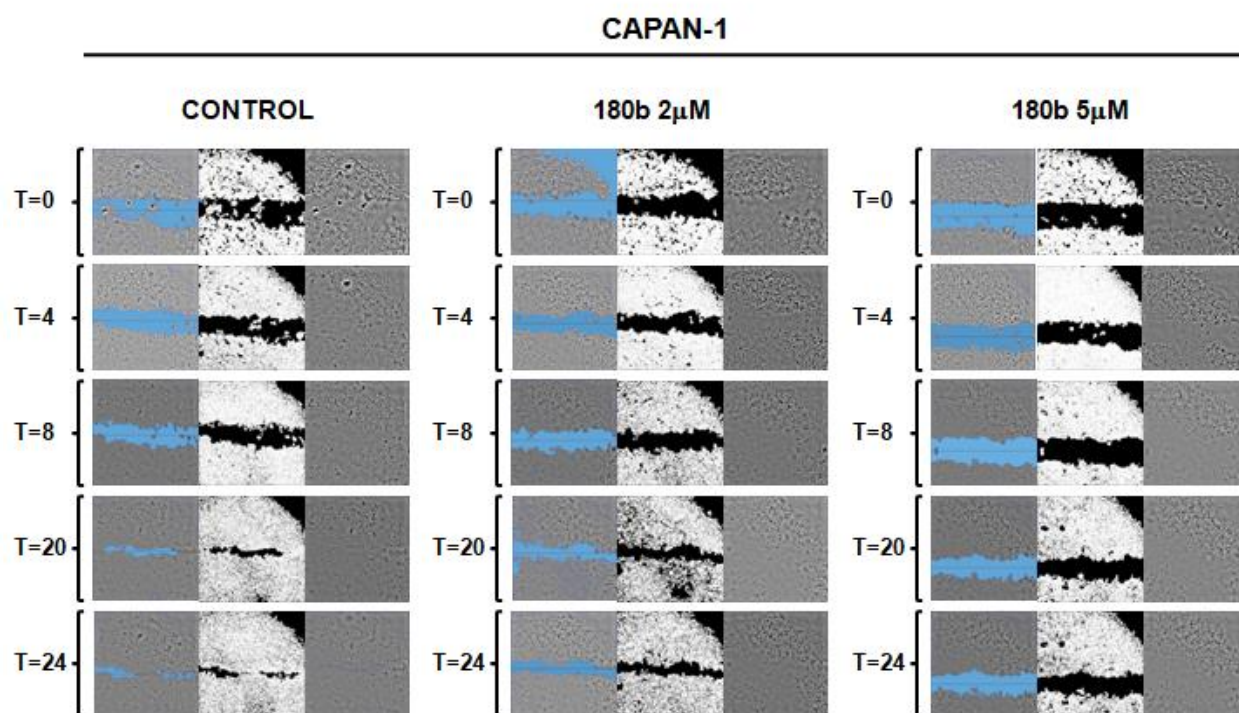 CAPAN-1
CONTROL 180b 2μM 180b 5μM
T=0 T=0 T=0
T=4 T=4 T=4
T=8 T=8 T=8
T=20 T=20 T=20
T=24 T=24 T=24